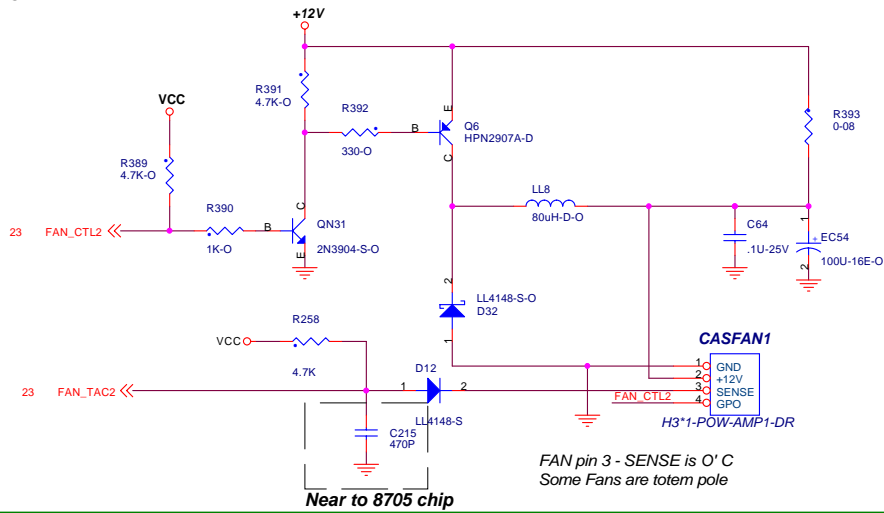 +12V
R391
4.7K-O
VCC
R392
330-O
E
B
C
Q6
HPN2907A-D
R393
0-08
R389
4.7K-O
LL8
80uH-D-O
R390
1K-O
C
B
E
QN31
2N3904-S-O
23 FAN_CTL2
C64
.1U-25V
1
+
2
EC54
100U-16E-O
2
1
LL4148-S-O
D32
R258
VCC
4.7K
CASFAN1
1 GND
2 +12V
3 SENSE
4 GPO
FAN_CTL2
H3*1-POW-AMP1-DR
23 FAN_TAC2
D12
1 2
LL4148-S
C215
470P
FAN pin 3 - SENSE is O' C
Some Fans are totem pole
Near to 8705 chip